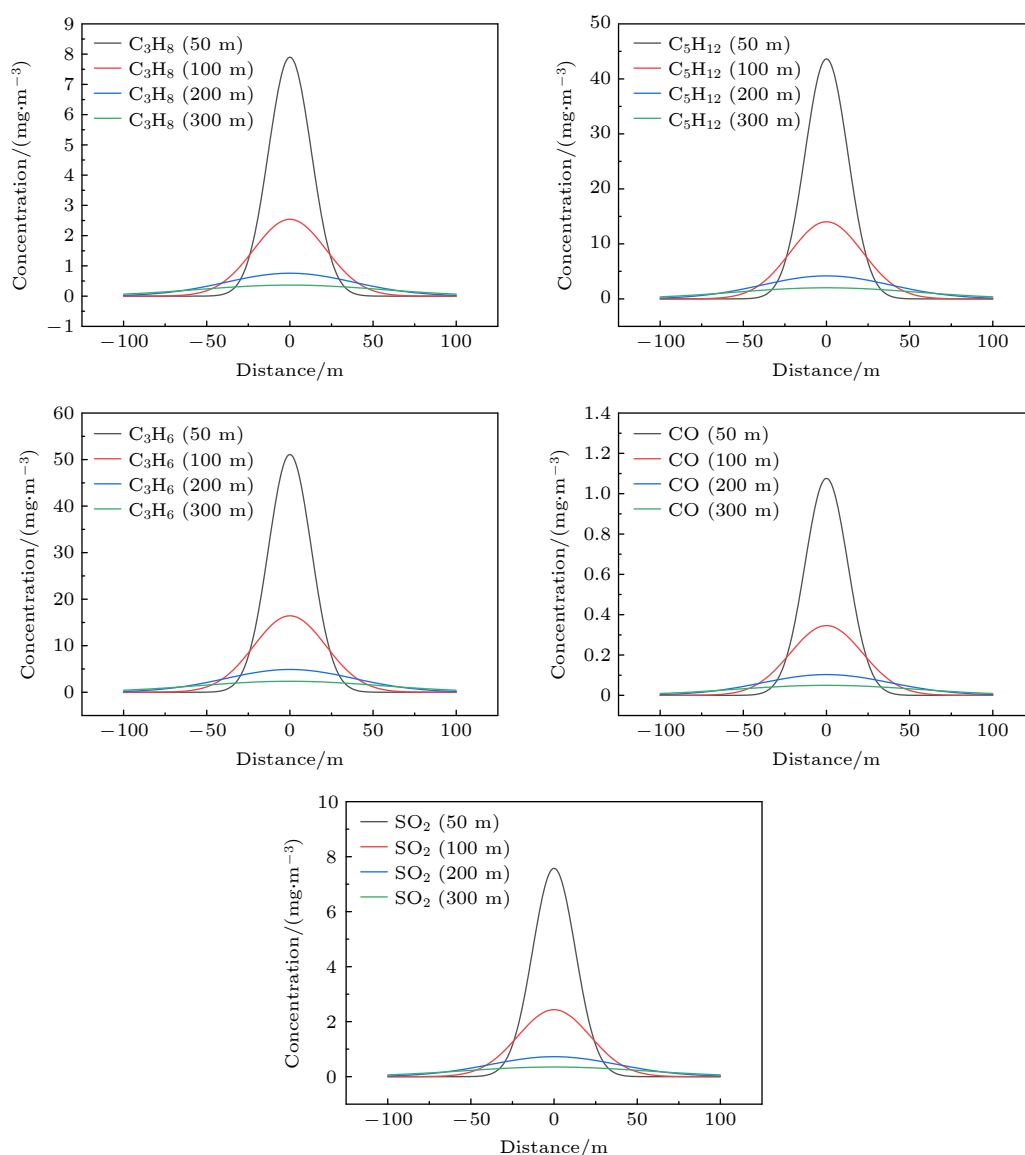 C₃H₈ (50 m)
C₃H₈ (100 m)
C₃H₈ (200 m)
C₃H₈ (300 m)
9
8
7
6
5
4
3
2
1
0
−1
Concentration/(mg·m⁻³)
−100 −50 0 50 100
Distance/m
C₅H₁₂ (50 m)
C₅H₁₂ (100 m)
C₅H₁₂ (200 m)
C₅H₁₂ (300 m)
50
40
30
20
10
0
Concentration/(mg·m⁻³)
−100 −50 0 50 100
Distance/m
C₃H₆ (50 m)
C₃H₆ (100 m)
C₃H₆ (200 m)
C₃H₆ (300 m)
60
50
40
30
20
10
0
Concentration/(mg·m⁻³)
−100 −50 0 50 100
Distance/m
CO (50 m)
CO (100 m)
CO (200 m)
CO (300 m)
1.4
1.2
1.0
0.8
0.6
0.4
0.2
0
Concentration/(mg·m⁻³)
−100 −50 0 50 100
Distance/m
SO₂ (50 m)
SO₂ (100 m)
SO₂ (200 m)
SO₂ (300 m)
10
8
6
4
2
0
Concentration/(mg·m⁻³)
−100 −50 0 50 100
Distance/m